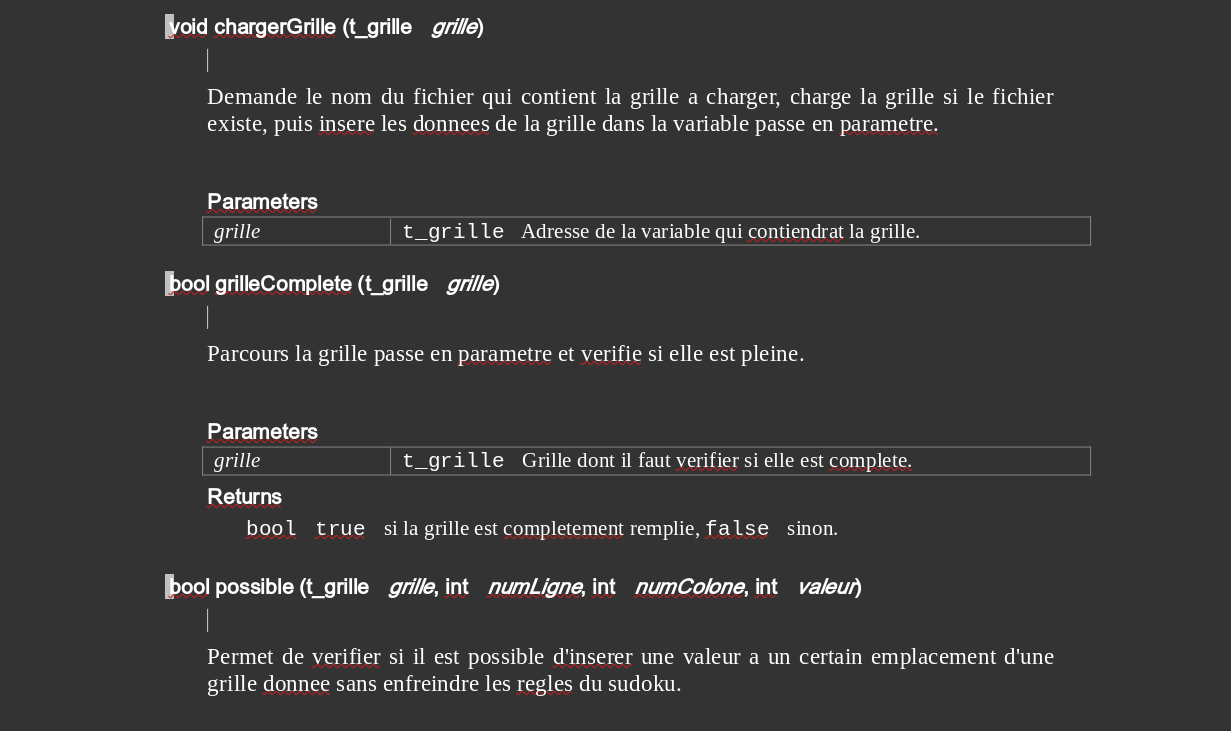 void chargerGrille (t_grille grille)
Demande le nom du fichier qui contient la grille a charger, charge la grille si le fichier
existe, puis insere les donnees de la grille dans la variable passe en parametre.
Parameters
grille t_grille Adresse de la variable qui contiendrat la grille.
bool grilleComplete (t_grille grille)
Parcours la grille passe en parametre et verifie si elle est pleine.
Parameters
grille t_grille Grille dont il faut verifier si elle est complete.
Returns
bool true si la grille est completement remplie, false sinon.
bool possible (t_grille grille, int numLigne, int numColone, int valeur)
Permet de verifier si il est possible d'inserer une valeur a un certain emplacement d'une
grille donnee sans enfreindre les regles du sudoku.